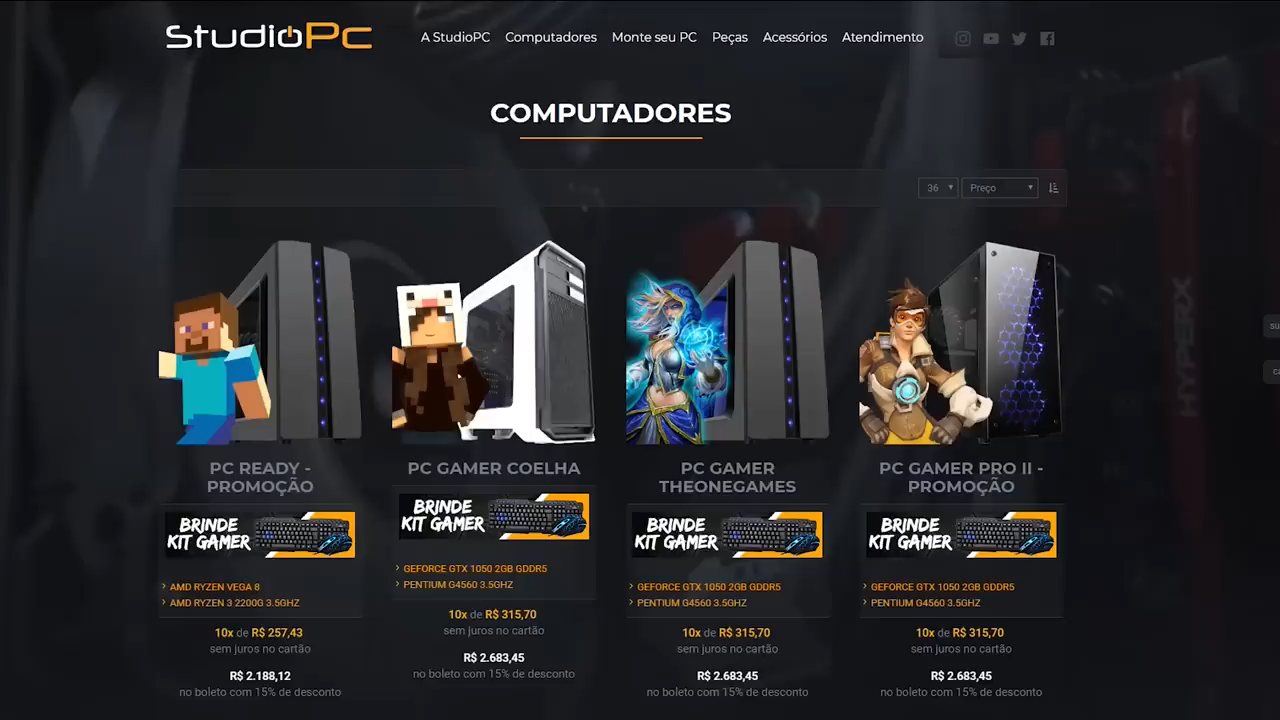 StudioPc
A StudioPC
Computadores
Monte seu PC
Peças
Acessórios
Atendimento
COMPUTADORES
36
Preço
HYPERX
PC READY -
PROMOÇÃO
BRINDE
KIT GAMER
AMD RYZEN VEGA 8
AMD RYZEN 3 2200G 3.5GHZ
10x de R$ 257,43
sem juros no cartão
R$ 2.188,12
no boleto com 15% de desconto
PC GAMER COELHA
BRINDE
KIT GAMER
GEFORCE GTX 1050 2GB GDDR5
PENTIUM G4560 3.5GHZ
10x de R$ 315,70
sem juros no cartão
R$ 2.683,45
no boleto com 15% de desconto
PC GAMER
THEONEGAMES
BRINDE
KIT GAMER
GEFORCE GTX 1050 2GB GDDR5
PENTIUM G4560 3.5GHZ
10x de R$ 315,70
sem juros no cartão
R$ 2.683,45
no boleto com 15% de desconto
PC GAMER PRO II -
PROMOÇÃO
BRINDE
KIT GAMER
GEFORCE GTX 1050 2GB GDDR5
PENTIUM G4560 3.5GHZ
10x de R$ 315,70
sem juros no cartão
R$ 2.683,45
no boleto com 15% de desconto